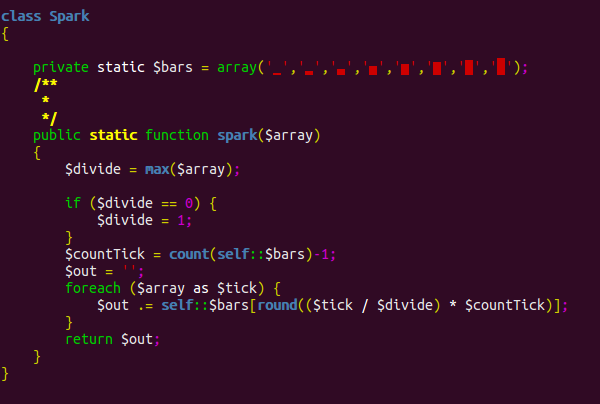 class Spark
{
    private static $bars = array('_','▂','▃','▄','▅','▆','▇','█');
    /**
     *
     */
    public static function spark($array)
    {
        $divide = max($array);
        if ($divide == 0) {
            $divide = 1;
        }
        $countTick = count(self::$bars)-1;
        $out = '';
        foreach ($array as $tick) {
            $out .= self::$bars[round(($tick / $divide) * $countTick)];
        }
        return $out;
    }
}